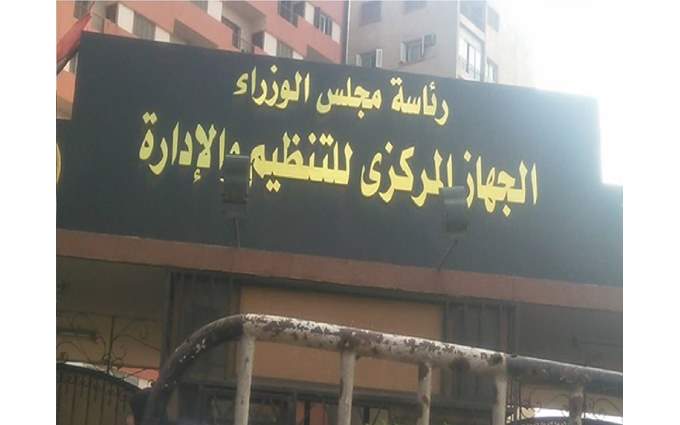 رئاسة مجلس الوزراء
الجهاز المركزى للتنظيم والإدارة